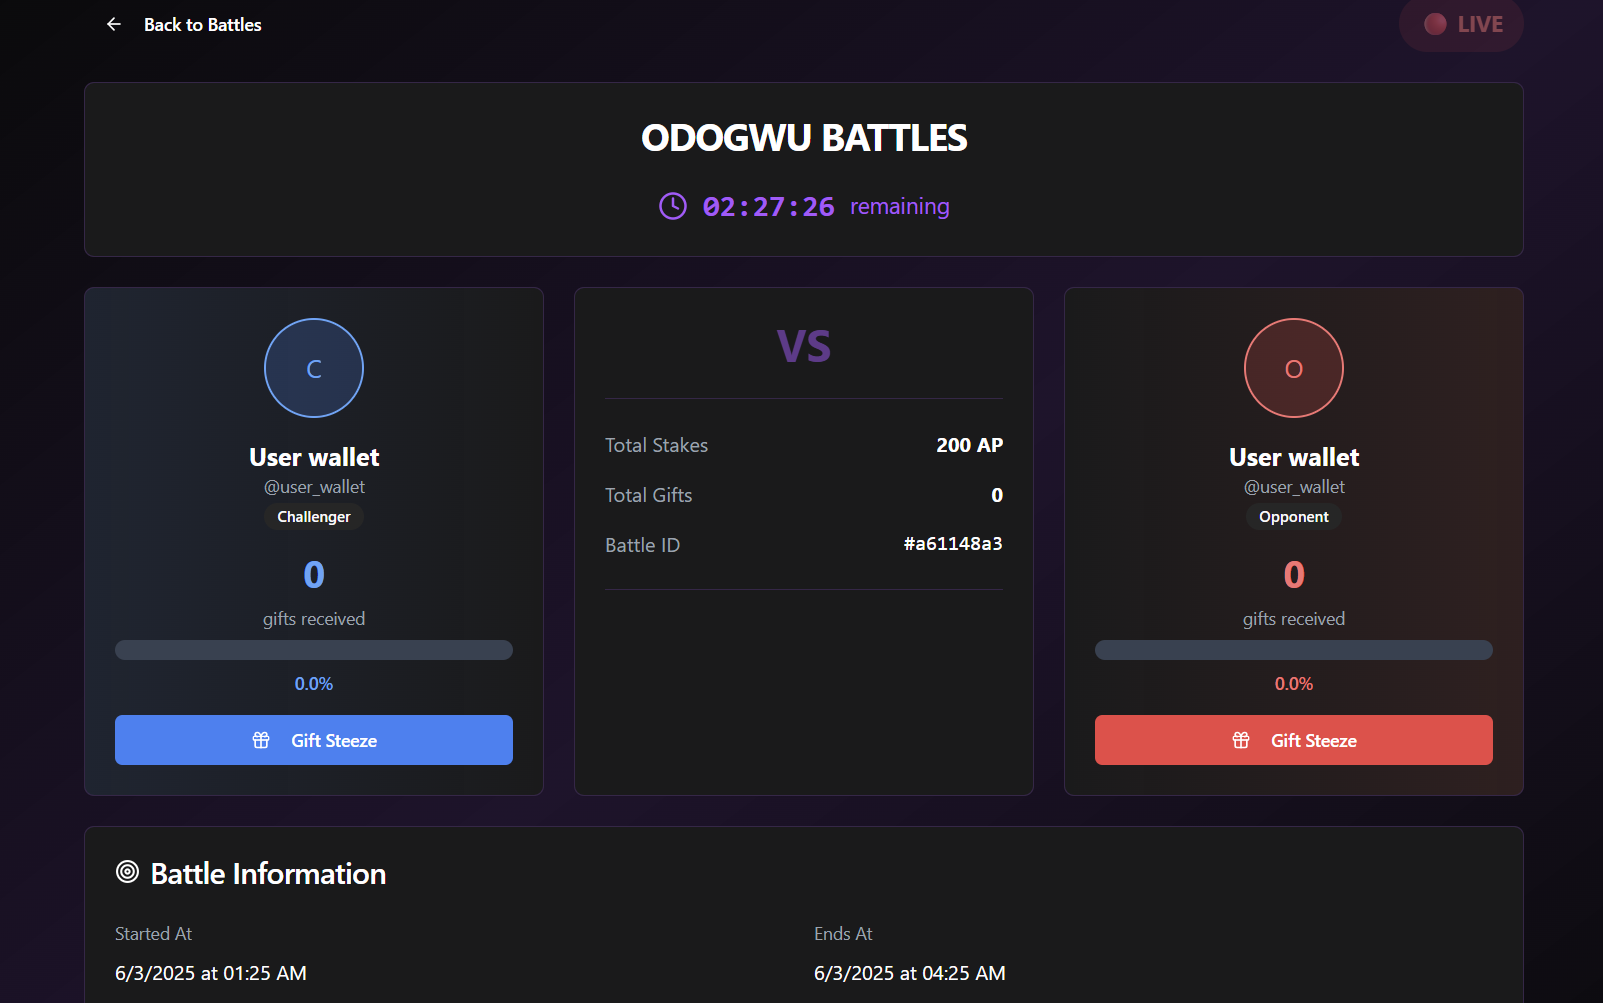 Back to Battles
LIVE
ODOGWU BATTLES
02:27:26 remaining
C
User wallet
@user_wallet
Challenger
0
gifts received
0.0%
Gift Steeze
VS
Total Stakes 200 AP
Total Gifts 0
Battle ID #a61148a3
O
User wallet
@user_wallet
Opponent
0
gifts received
0.0%
Gift Steeze
Battle Information
Started At
6/3/2025 at 01:25 AM
Ends At
6/3/2025 at 04:25 AM